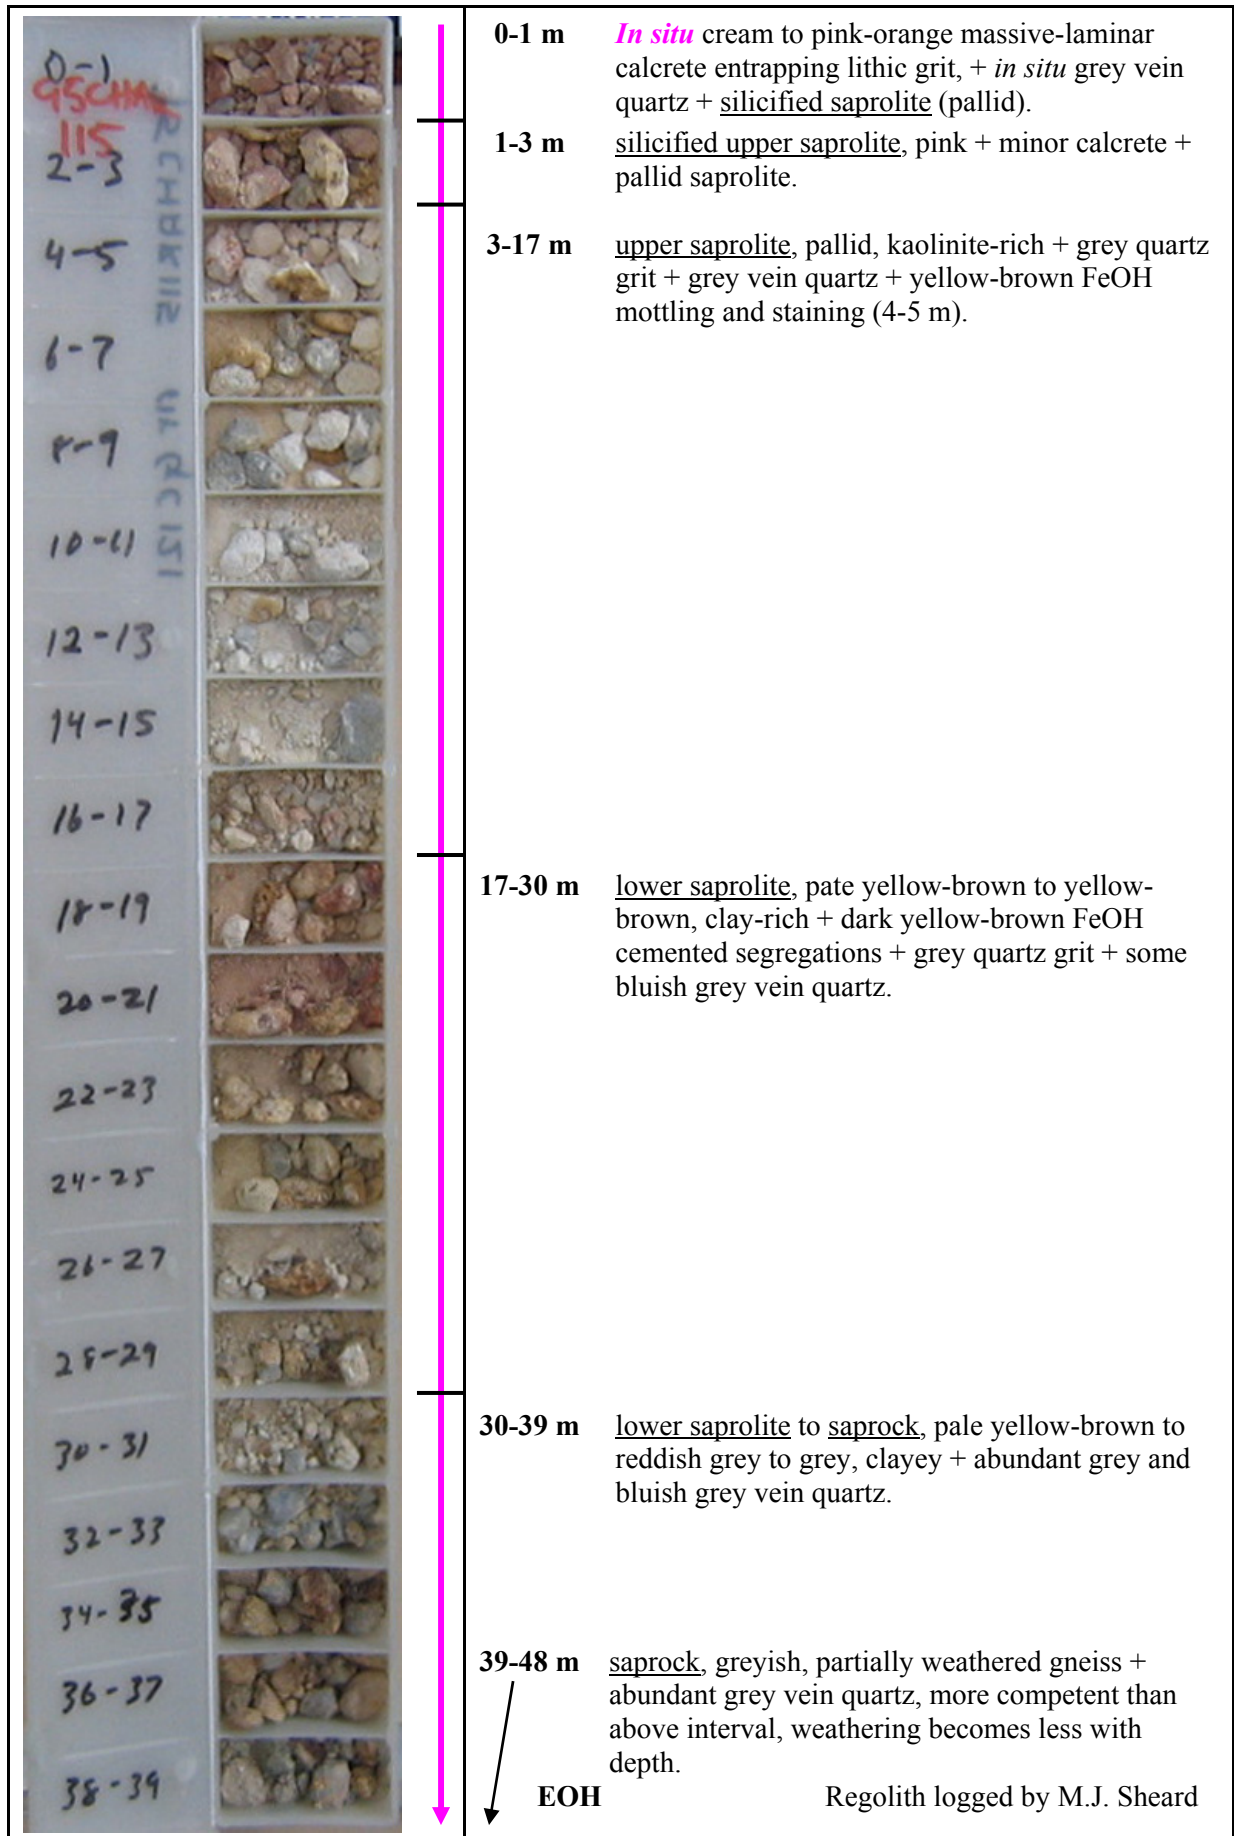 0-1
95CHA
115
2-3
4-5
6-7
8-9
10-11
12-13
14-15
16-17
18-19
20-21
22-23
24-25
26-27
28-29
30-31
32-33
34-35
36-37
38-39
0-1 m In situ cream to pink-orange massive-laminar
calcrete entrapping lithic grit, + in situ grey vein
quartz + silicified saprolite (pallid).
1-3 m silicified upper saprolite, pink + minor calcrete +
pallid saprolite.
3-17 m upper saprolite, pallid, kaolinite-rich + grey quartz
grit + grey vein quartz + yellow-brown FeOH
mottling and staining (4-5 m).
17-30 m lower saprolite, pate yellow-brown to yellow-
brown, clay-rich + dark yellow-brown FeOH
cemented segregations + grey quartz grit + some
bluish grey vein quartz.
30-39 m lower saprolite to saprock, pale yellow-brown to
reddish grey to grey, clayey + abundant grey and
bluish grey vein quartz.
39-48 m saprock, greyish, partially weathered gneiss +
abundant grey vein quartz, more competent than
above interval, weathering becomes less with
depth.
EOH Regolith logged by M.J. Sheard